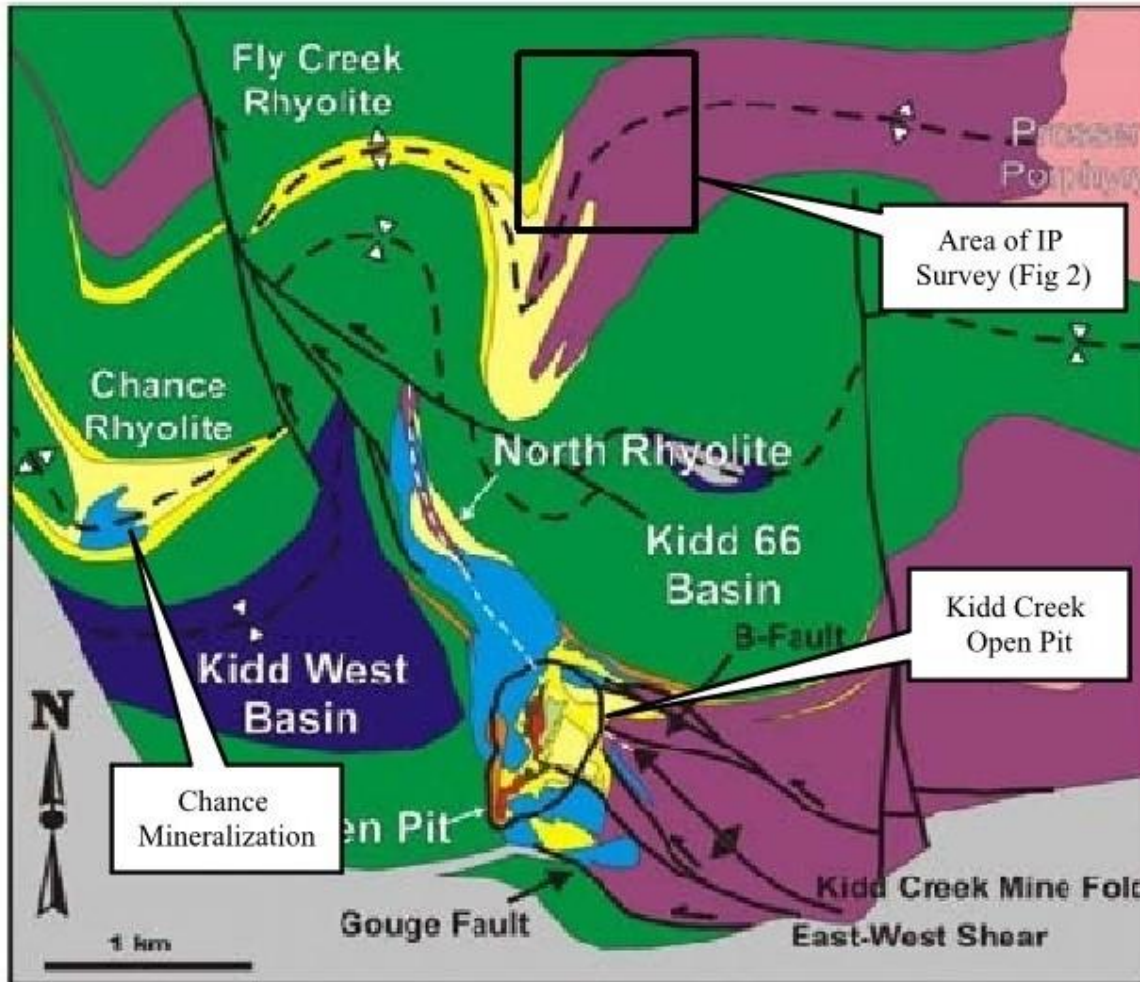 Fly Creek
Rhyolite
Prosser
Porphyry
Area of IP
Survey (Fig 2)
Chance
Rhyolite
North Rhyolite
Kidd 66
Basin
Kidd Creek
Open Pit
B-Fault
Kidd West
Basin
N
Chance
Mineralization
en Pit
Gouge Fault
Kidd Creek Mine Fold
East-West Shear
1 km